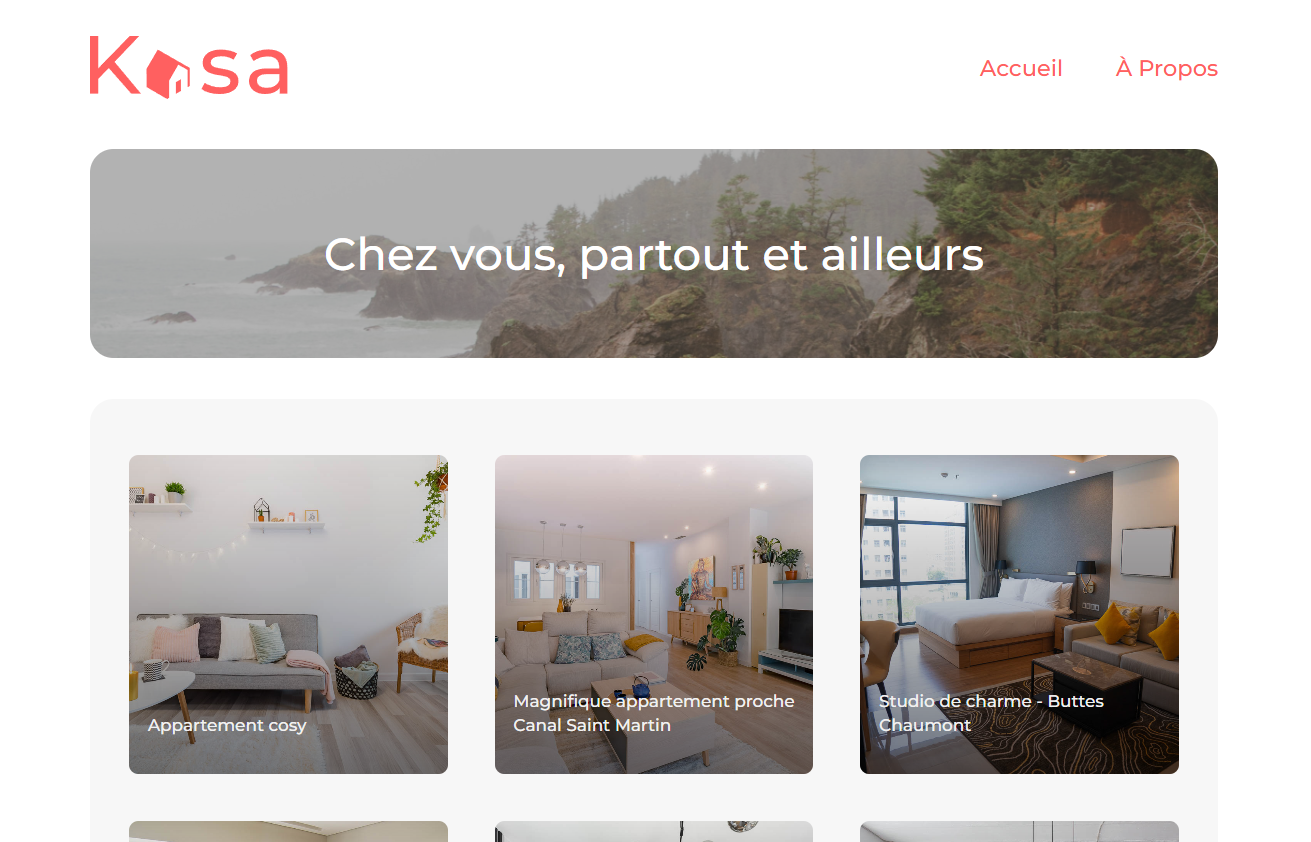 Kasa
Accueil
À Propos
Chez vous, partout et ailleurs
Appartement cosy
Magnifique appartement proche
Canal Saint Martin
Studio de charme - Buttes
Chaumont